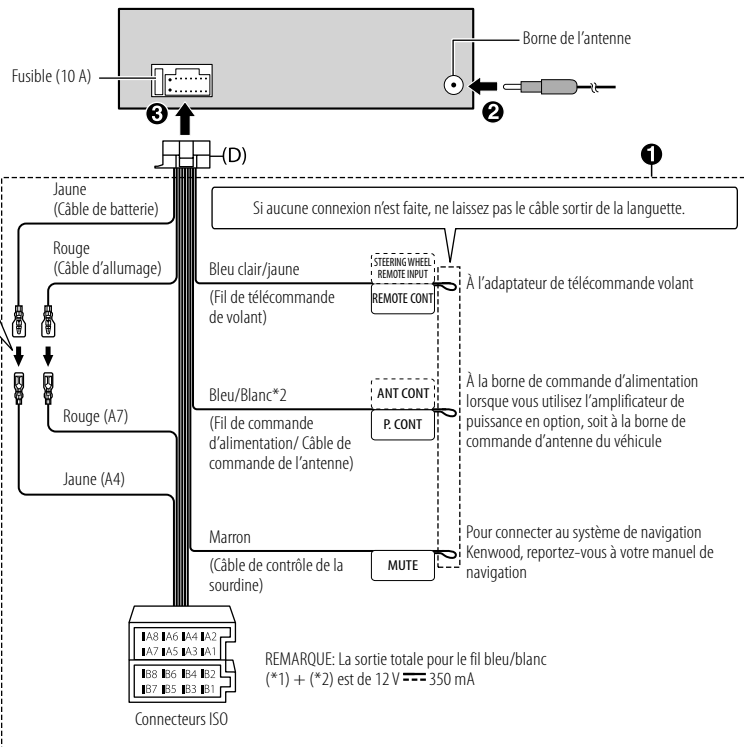 Borne de l'antenne
Fusible (10 A)
❸
❷
(D)
❶
Jaune
(Câble de batterie)
Si aucune connexion n'est faite, ne laissez pas le câble sortir de la languette.
Rouge
(Câble d'allumage)
Bleu clair/jaune
(Fil de télécommande
de volant)
STEERING WHEEL
REMOTE INPUT
REMOTE CONT
À l'adaptateur de télécommande volant
Bleu/Blanc*2
(Fil de commande
d'alimentation/ Câble de
commande de l'antenne)
ANT CONT
P. CONT
À la borne de commande d'alimentation
lorsque vous utilisez l'amplificateur de
puissance en option, soit à la borne de
commande d'antenne du véhicule
Rouge (A7)
Jaune (A4)
Marron
(Câble de contrôle de la
sourdine)
MUTE
Pour connecter au système de navigation
Kenwood, reportez-vous à votre manuel de
navigation
A8 A6 A4 A2
A7 A5 A3 A1
B8 B6 B4 B2
B7 B5 B3 B1
Connecteurs ISO
REMARQUE: La sortie totale pour le fil bleu/blanc
(*1) + (*2) est de 12 V ⎓ 350 mA